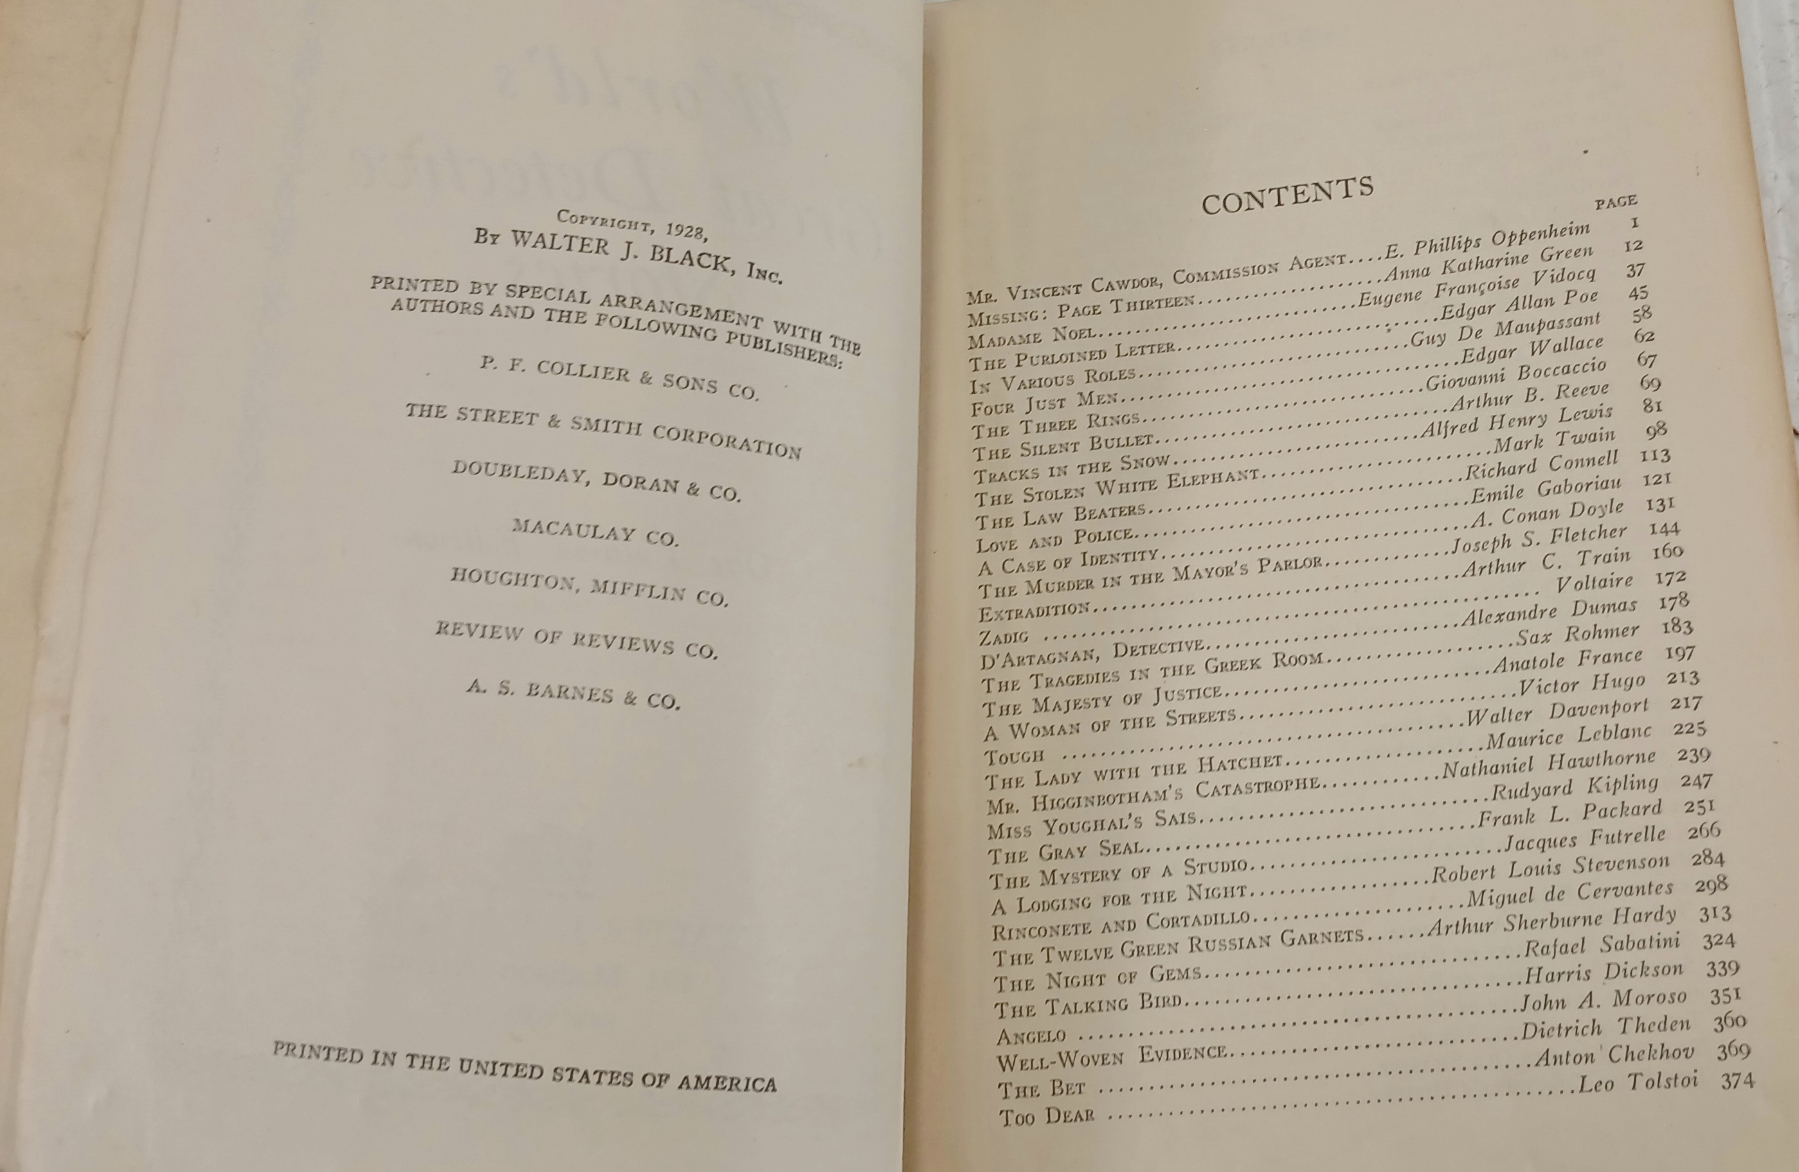 COPYRIGHT, 1928,
BY WALTER J. BLACK, INC.
PRINTED BY SPECIAL ARRANGEMENT WITH THE
AUTHORS AND THE FOLLOWING PUBLISHERS:
P. F. COLLIER & SONS CO.
THE STREET & SMITH CORPORATION
DOUBLEDAY, DORAN & CO.
MACAULAY CO.
HOUGHTON, MIFFLIN CO.
REVIEW OF REVIEWS CO.
A. S. BARNES & CO.
PRINTED IN THE UNITED STATES OF AMERICA
CONTENTS
PAGE
MR. VINCENT CAWDOR, COMMISSION AGENT....E. Phillips Oppenheim 1
MISSING: PAGE THIRTEEN....................Anna Katharine Green 12
MADAME NOEL............................Eugene Françoise Vidocq 37
THE PURLOINED LETTER............................Edgar Allan Poe 45
IN VARIOUS ROLES............................Guy De Maupassant 58
FOUR JUST MEN....................................Edgar Wallace 62
THE THREE RINGS..............................Giovanni Boccaccio 67
THE SILENT BULLET................................Arthur B. Reeve 69
TRACKS IN THE SNOW..........................Alfred Henry Lewis 81
THE STOLEN WHITE ELEPHANT..........................Mark Twain 98
THE LAW BEATERS..................................Richard Connell 113
LOVE AND POLICE..................................Emile Gaboriau 121
A CASE OF IDENTITY................................A. Conan Doyle 131
THE MURDER IN THE MAYOR'S PARLOR............Joseph S. Fletcher 144
EXTRADITION......................................Arthur C. Train 160
ZADIG .................................................... Voltaire 172
D'ARTAGNAN, DETECTIVE..........................Alexandre Dumas 178
THE TRAGEDIES IN THE GREEK ROOM....................Sax Rohmer 183
THE MAJESTY OF JUSTICE............................Anatole France 197
A WOMAN OF THE STREETS............................Victor Hugo 213
TOUGH ..........................................Walter Davenport 217
THE LADY WITH THE HATCHET......................Maurice Leblanc 225
MR. HIGGINBOTHAM'S CATASTROPHE............Nathaniel Hawthorne 239
MISS YOUGHAL'S SAIS..............................Rudyard Kipling 247
THE GRAY SEAL..................................Frank L. Packard 251
THE MYSTERY OF A STUDIO..........................Jacques Futrelle 266
A LODGING FOR THE NIGHT..................Robert Louis Stevenson 284
RINCONETE AND CORTADILLO......................Miguel de Cervantes 298
THE TWELVE GREEN RUSSIAN GARNETS......Arthur Sherburne Hardy 313
THE NIGHT OF GEMS................................Rafael Sabatini 324
THE TALKING BIRD..................................Harris Dickson 339
ANGELO ............................................John A. Moroso 351
WELL-WOVEN EVIDENCE..............................Dietrich Theden 360
THE BET ..........................................Anton Chekhov 369
TOO DEAR ..............................................Leo Tolstoi 374